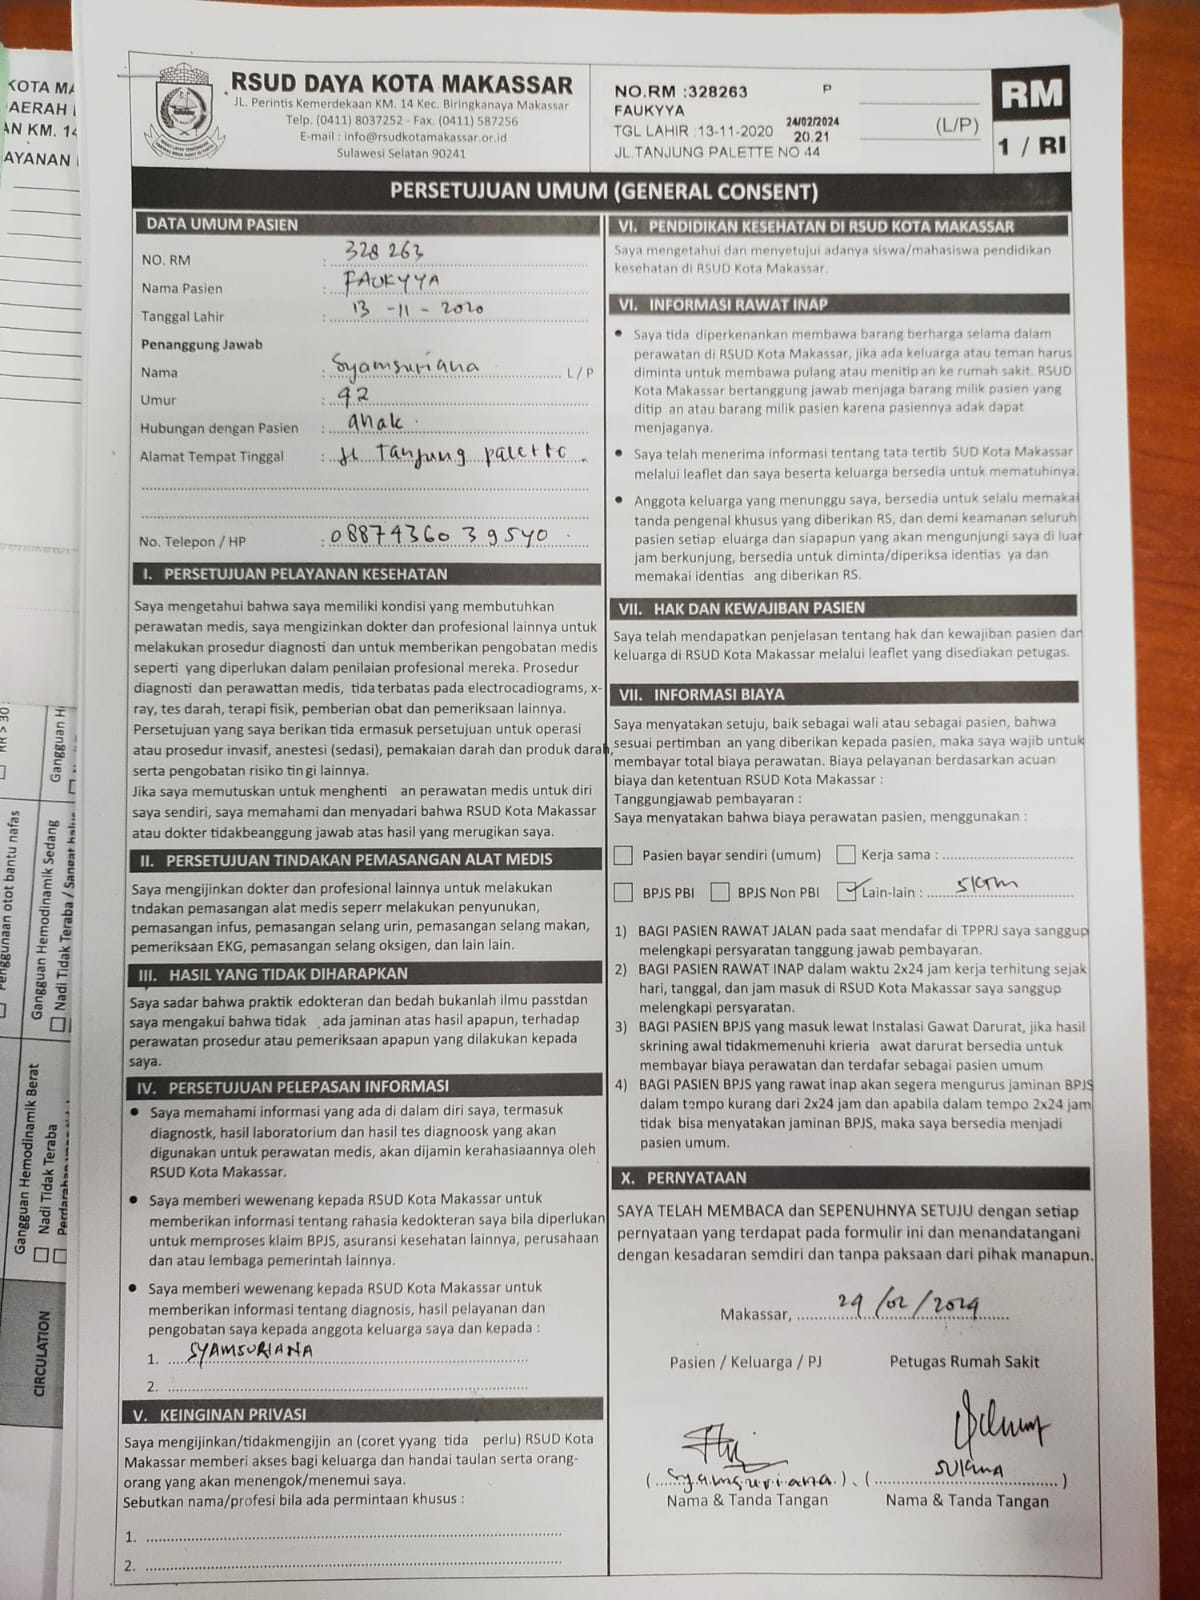 RSUD DAYA KOTA MAKASSAR
JL. Perintis Kemerdekaan KM. 14 Kec. Biringkanaya Makassar
Telp. (0411) 8037252 - Fax. (0411) 587256
E-mail : info@rsudkotamakassar.or.id
Sulawesi Selatan 90241
NO.RM :328263 P
FAUKYYA
TGL LAHIR :13-11-2020 24/02/2024 20.21
JL.TANJUNG PALETTE NO 44
(L/P)
RM
1 / RI
PERSETUJUAN UMUM (GENERAL CONSENT)
DATA UMUM PASIEN
NO. RM : 328 263
Nama Pasien : FAUKYYA
Tanggal Lahir : 13 -11 - 2020
Penanggung Jawab
Nama : Syamsuriana L / P
Umur : 42
Hubungan dengan Pasien : anak
Alamat Tempat Tinggal : Jl Tanjung palette
No. Telepon / HP : 0887436039540
I. PERSETUJUAN PELAYANAN KESEHATAN
Saya mengetahui bahwa saya memiliki kondisi yang membutuhkan
perawatan medis, saya mengizinkan dokter dan profesional lainnya untuk
melakukan prosedur diagnosti dan untuk memberikan pengobatan medis
seperti yang diperlukan dalam penilaian profesional mereka. Prosedur
diagnosti dan perawattan medis, tida terbatas pada electrocadiograms, x-
ray, tes darah, terapi fisik, pemberian obat dan pemeriksaan lainnya.
Persetujuan yang saya berikan tida ermasuk persetujuan untuk operasi
atau prosedur invasif, anestesi (sedasi), pemakaian darah dan produk darah,
serta pengobatan risiko tin gi lainnya.
Jika saya memutuskan untuk menghenti an perawatan medis untuk diri
saya sendiri, saya memahami dan menyadari bahwa RSUD Kota Makassar
atau dokter tidakbeanggung jawab atas hasil yang merugikan saya.
II. PERSETUJUAN TINDAKAN PEMASANGAN ALAT MEDIS
Saya mengijinkan dokter dan profesional lainnya untuk melakukan
tndakan pemasangan alat medis seperr melakukan penyunukan,
pemasangan infus, pemasangan selang urin, pemasangan selang makan,
pemeriksaan EKG, pemasangan selang oksigen, dan lain lain.
III. HASIL YANG TIDAK DIHARAPKAN
Saya sadar bahwa praktik edokteran dan bedah bukanlah ilmu passtdan
saya mengakui bahwa tidak ada jaminan atas hasil apapun, terhadap
perawatan prosedur atau pemeriksaan apapun yang dilakukan kepada
saya.
IV. PERSETUJUAN PELEPASAN INFORMASI
• Saya memahami informasi yang ada di dalam diri saya, termasuk
diagnostk, hasil laboratorium dan hasil tes diagnoosk yang akan
digunakan untuk perawatan medis, akan dijamin kerahasiaannya oleh
RSUD Kota Makassar.
• Saya memberi wewenang kepada RSUD Kota Makassar untuk
memberikan informasi tentang rahasia kedokteran saya bila diperlukan
untuk memproses klaim BPJS, asuransi kesehatan lainnya, perusahaan
dan atau lembaga pemerintah lainnya.
• Saya memberi wewenang kepada RSUD Kota Makassar untuk
memberikan informasi tentang diagnosis, hasil pelayanan dan
pengobatan saya kepada anggota keluarga saya dan kepada :
1. SYAMSURIANA
2.
V. KEINGINAN PRIVASI
Saya mengijinkan/tidakmengijin an (coret yyang tida perlu) RSUD Kota
Makassar memberi akses bagi keluarga dan handai taulan serta orang-
orang yang akan menengok/menemui saya.
Sebutkan nama/profesi bila ada permintaan khusus :
1.
2.
VI. PENDIDIKAN KESEHATAN DI RSUD KOTA MAKASSAR
Saya mengetahui dan menyetujui adanya siswa/mahasiswa pendidikan
kesehatan di RSUD Kota Makassar.
VI. INFORMASI RAWAT INAP
• Saya tida diperkenankan membawa barang berharga selama dalam
perawatan di RSUD Kota Makassar, jika ada keluarga atau teman harus
diminta untuk membawa pulang atau menitip an ke rumah sakit. RSUD
Kota Makassar bertanggung jawab menjaga barang milik pasien yang
ditip an atau barang milik pasien karena pasiennya adak dapat
menjaganya.
• Saya telah menerima informasi tentang tata tertib SUD Kota Makassar
melalui leaflet dan saya beserta keluarga bersedia untuk mematuhinya.
• Anggota keluarga yang menunggu saya, bersedia untuk selalu memakai
tanda pengenal khusus yang diberikan RS, dan demi keamanan seluruh
pasien setiap eluarga dan siapapun yang akan mengunjungi saya di luar
jam berkunjung, bersedia untuk diminta/diperiksa identias ya dan
memakai identias ang diberikan RS.
VII. HAK DAN KEWAJIBAN PASIEN
Saya telah mendapatkan penjelasan tentang hak dan kewajiban pasien dan
keluarga di RSUD Kota Makassar melalui leaflet yang disediakan petugas.
VII. INFORMASI BIAYA
Saya menyatakan setuju, baik sebagai wali atau sebagai pasien, bahwa
sesuai pertimban an yang diberikan kepada pasien, maka saya wajib untuk
membayar total biaya perawatan. Biaya pelayanan berdasarkan acuan
biaya dan ketentuan RSUD Kota Makassar :
Tanggungjawab pembayaran :
Saya menyatakan bahwa biaya perawatan pasien, menggunakan :
Pasien bayar sendiri (umum) Kerja sama :
BPJS PBI BPJS Non PBI Lain-lain : SKTM
1) BAGI PASIEN RAWAT JALAN pada saat mendafar di TPPRJ saya sanggup
melengkapi persyaratan tanggung jawab pembayaran.
2) BAGI PASIEN RAWAT INAP dalam waktu 2x24 jam kerja terhitung sejak
hari, tanggal, dan jam masuk di RSUD Kota Makassar saya sanggup
melengkapi persyaratan.
3) BAGI PASIEN BPJS yang masuk lewat Instalasi Gawat Darurat, jika hasil
skrining awal tidakmemenuhi krieria awat darurat bersedia untuk
membayar biaya perawatan dan terdafar sebagai pasien umum
4) BAGI PASIEN BPJS yang rawat inap akan segera mengurus jaminan BPJS
dalam tempo kurang dari 2x24 jam dan apabila dalam tempo 2x24 jam
tidak bisa menyatakan jaminan BPJS, maka saya bersedia menjadi
pasien umum.
X. PERNYATAAN
SAYA TELAH MEMBACA dan SEPENUHNYA SETUJU dengan setiap
pernyataan yang terdapat pada formulir ini dan menandatangani
dengan kesadaran semdiri dan tanpa paksaan dari pihak manapun.
Makassar, 24/02/2024
Pasien / Keluarga / PJ Petugas Rumah Sakit
(Syamsuriana) (SUKMA)
Nama & Tanda Tangan Nama & Tanda Tangan
KOTA MA
AERAH
AN KM. 14
AYANAN
RR > 30
Gangguan H
Penggunaan otot bantu nafas
Gangguan Hemodinamik Sedang
Nadi Tidak Teraba / Sangat halus
Gangguan Hemodinamik Berat
Nadi Tidak Teraba
CIRCULATION